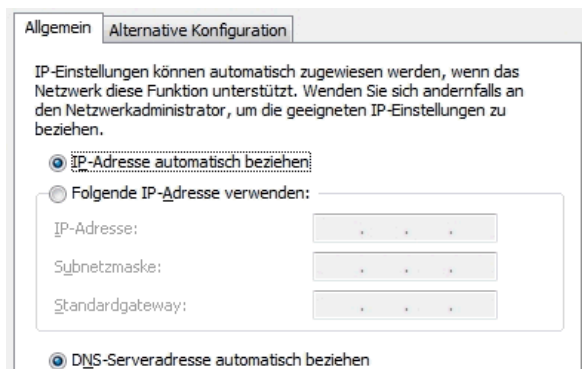 Allgemein
Alternative Konfiguration
IP-Einstellungen können automatisch zugewiesen werden, wenn das
Netzwerk diese Funktion unterstützt. Wenden Sie sich andernfalls an
den Netzwerkadministrator, um die geeigneten IP-Einstellungen zu
beziehen.
IP-Adresse automatisch beziehen
Folgende IP-Adresse verwenden:
IP-Adresse:
Subnetzmaske:
Standardgateway:
DNS-Serveradresse automatisch beziehen